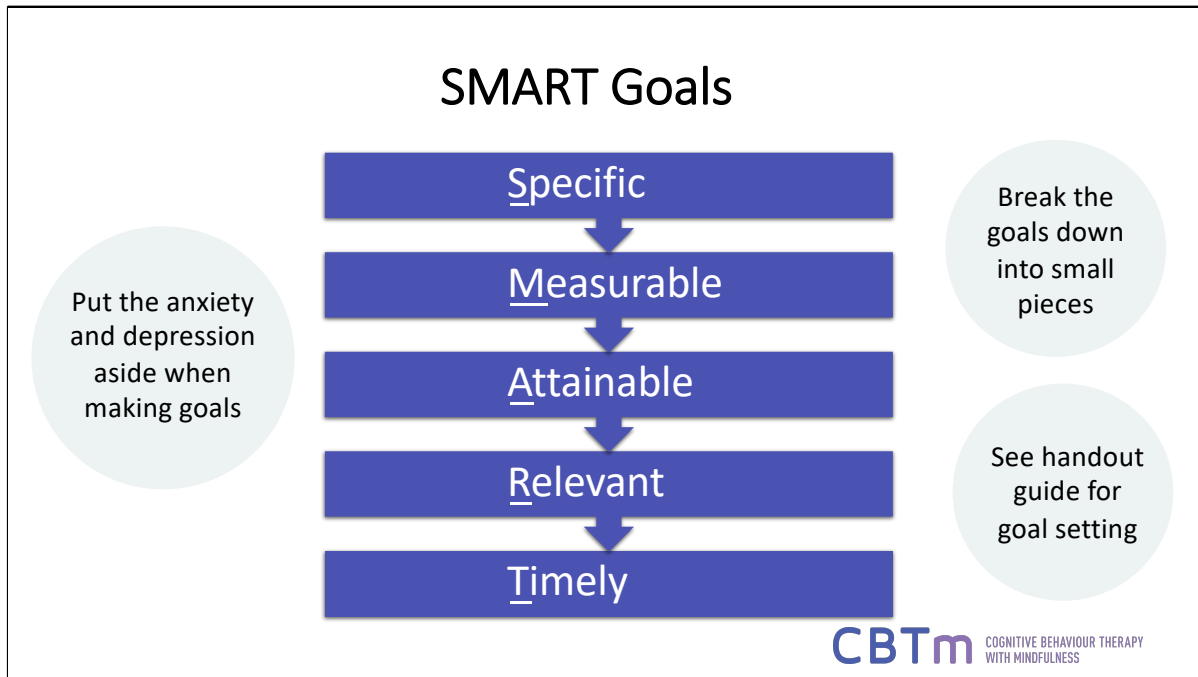 SMART Goals
Put the anxiety
and depression
aside when
making goals
Specific
Measurable
Attainable
Relevant
Timely
Break the
goals down
into small
pieces
See handout
guide for
goal setting
CBTm
COGNITIVE BEHAVIOUR THERAPY
WITH MINDFULNESS